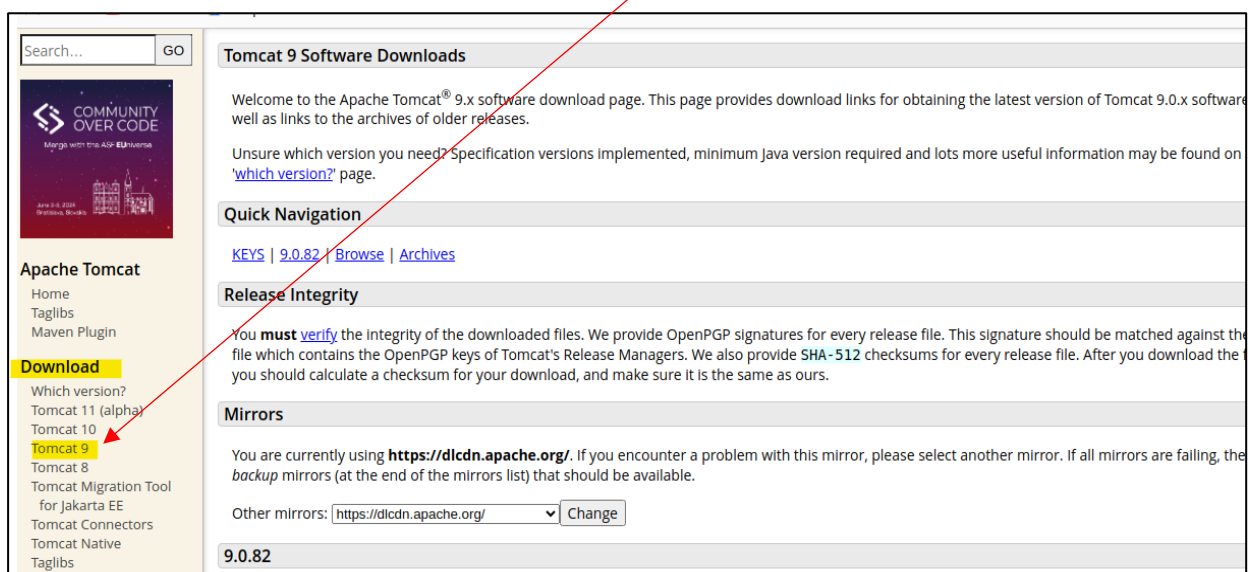 Search... GO
COMMUNITY
OVER CODE
Merge with the ASF EUniverse
June 3-5, 2024
Bratislava, Slovakia
Apache Tomcat
Home
Taglibs
Maven Plugin
Download
Which version?
Tomcat 11 (alpha)
Tomcat 10
Tomcat 9
Tomcat 8
Tomcat Migration Tool
for Jakarta EE
Tomcat Connectors
Tomcat Native
Taglibs
Tomcat 9 Software Downloads
Welcome to the Apache Tomcat® 9.x software download page. This page provides download links for obtaining the latest version of Tomcat 9.0.x software
well as links to the archives of older releases.
Unsure which version you need? Specification versions implemented, minimum Java version required and lots more useful information may be found on
'which version?' page.
Quick Navigation
KEYS | 9.0.82 | Browse | Archives
Release Integrity
You must verify the integrity of the downloaded files. We provide OpenPGP signatures for every release file. This signature should be matched against the
file which contains the OpenPGP keys of Tomcat's Release Managers. We also provide SHA-512 checksums for every release file. After you download the f
you should calculate a checksum for your download, and make sure it is the same as ours.
Mirrors
You are currently using https://dlcdn.apache.org/. If you encounter a problem with this mirror, please select another mirror. If all mirrors are failing, the
backup mirrors (at the end of the mirrors list) that should be available.
Other mirrors: https://dlcdn.apache.org/ Change
9.0.82